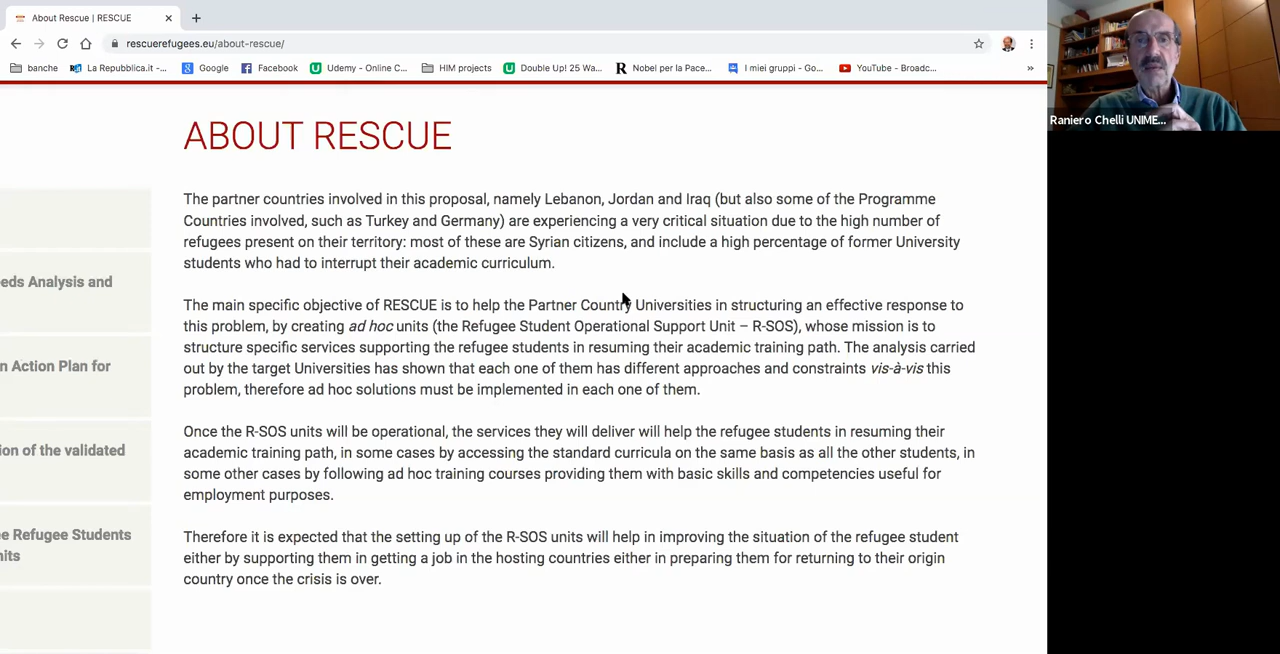 About Rescue | RESCUE
rescuerefugees.eu/about-rescue/
banche
La Repubblica.it -...
Google
Facebook
Udemy - Online C...
HIM projects
Double Up! 25 Wa...
Nobel per la Pace...
I miei gruppi - Go...
YouTube - Broadc...
»
Raniero Chelli UNIME...
ABOUT RESCUE
The partner countries involved in this proposal, namely Lebanon, Jordan and Iraq (but also some of the Programme
Countries involved, such as Turkey and Germany) are experiencing a very critical situation due to the high number of
refugees present on their territory: most of these are Syrian citizens, and include a high percentage of former University
students who had to interrupt their academic curriculum.
The main specific objective of RESCUE is to help the Partner Country Universities in structuring an effective response to
this problem, by creating ad hoc units (the Refugee Student Operational Support Unit – R-SOS), whose mission is to
structure specific services supporting the refugee students in resuming their academic training path. The analysis carried
out by the target Universities has shown that each one of them has different approaches and constraints vis-à-vis this
problem, therefore ad hoc solutions must be implemented in each one of them.
Once the R-SOS units will be operational, the services they will deliver will help the refugee students in resuming their
academic training path, in some cases by accessing the standard curricula on the same basis as all the other students, in
some other cases by following ad hoc training courses providing them with basic skills and competencies useful for
employment purposes.
Therefore it is expected that the setting up of the R-SOS units will help in improving the situation of the refugee student
either by supporting them in getting a job in the hosting countries either in preparing them for returning to their origin
country once the crisis is over.
eds Analysis and
n Action Plan for
ion of the validated
e Refugee Students
nits